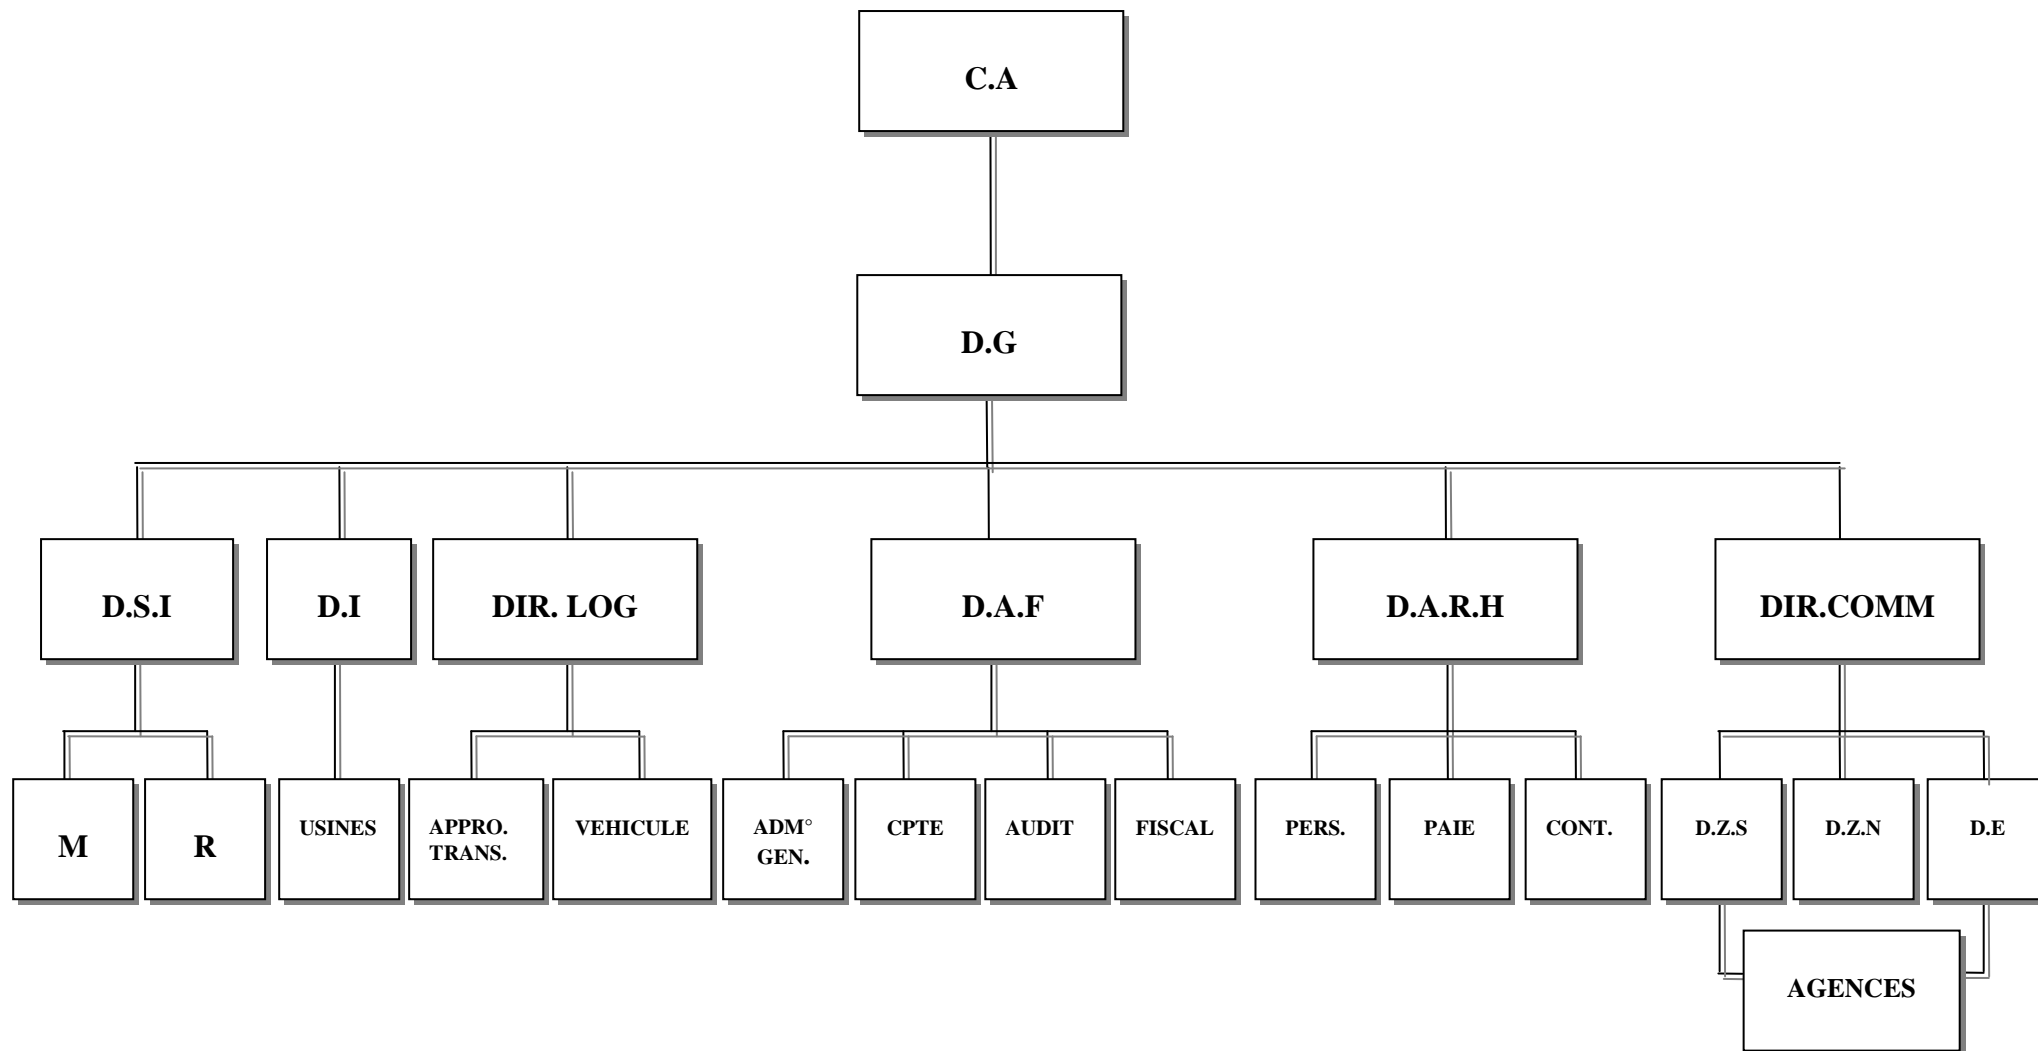 C.A
D.G
D.S.I
D.I
DIR. LOG
D.A.F
D.A.R.H
DIR.COMM
M
R
USINES
APPRO.
TRANS.
VEHICULE
ADM°
GEN.
CPTE
AUDIT
FISCAL
PERS.
PAIE
CONT.
D.Z.S
D.Z.N
D.E
AGENCES